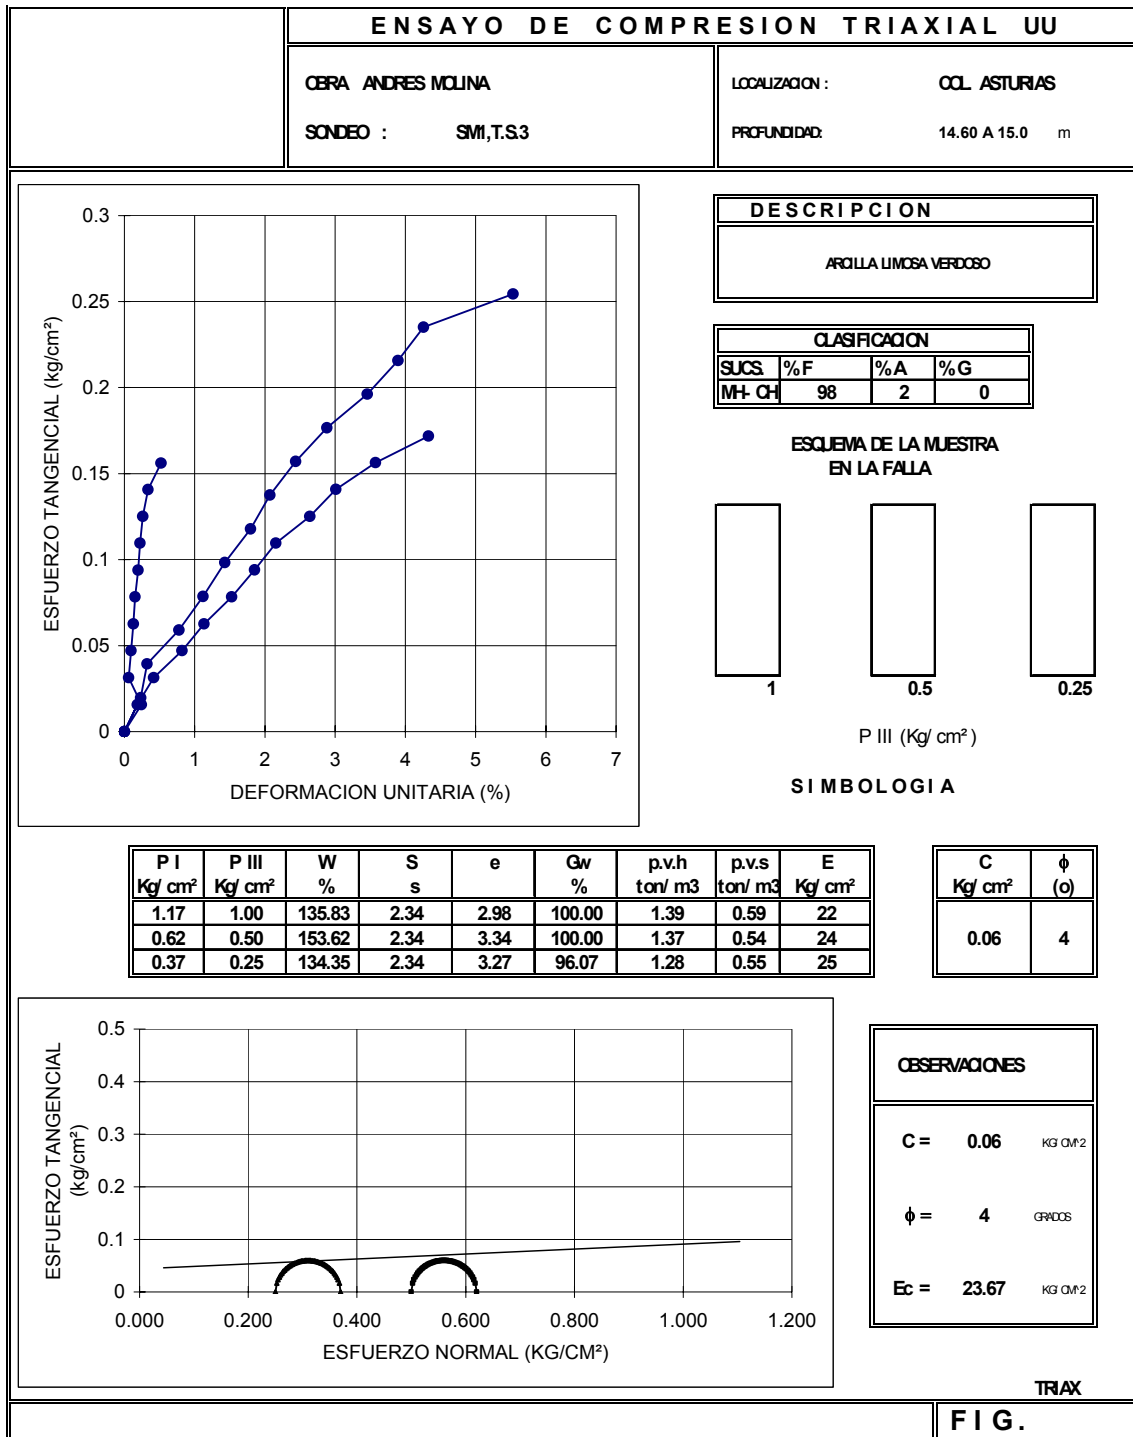 ENSAYO DE COMPRESION TRIAXIAL UU
OBRA ANDRES MOLINA
LOCALIZACION : COL. ASTURIAS
SONDEO : SM1,T.S.3
PROFUNDIDAD: 14.60 A 15.0 m
0.3
0.25
0.2
0.15
0.1
0.05
0
0 1 2 3 4 5 6 7
ESFUERZO TANGENCIAL (kg/cm²)
DEFORMACION UNITARIA (%)
DESCRIPCION
ARCILLA LIMOSA VERDOSO
CLASIFICACION
SUCS. %F %A %G
MH-CH 98 2 0
ESQUEMA DE LA MUESTRA
EN LA FALLA
1 0.5 0.25
P III (Kg/cm²)
SIMBOLOGIA
P I P III W S e Gw p.v.h p.v.s E
Kg/cm² Kg/cm² % s % ton/m3 ton/m3 Kg/cm²
1.17 1.00 135.83 2.34 2.98 100.00 1.39 0.59 22
0.62 0.50 153.62 2.34 3.34 100.00 1.37 0.54 24
0.37 0.25 134.35 2.34 3.27 96.07 1.28 0.55 25
C ϕ
Kg/cm² (o)
0.06 4
0.5
0.4
0.3
0.2
0.1
0
0.000 0.200 0.400 0.600 0.800 1.000 1.200
ESFUERZO TANGENCIAL
(kg/cm²)
ESFUERZO NORMAL (KG/CM²)
OBSERVACIONES
C = 0.06 KG/CM^2
ϕ = 4 GRADOS
Ec = 23.67 KG/CM^2
TRIAX
FIG.